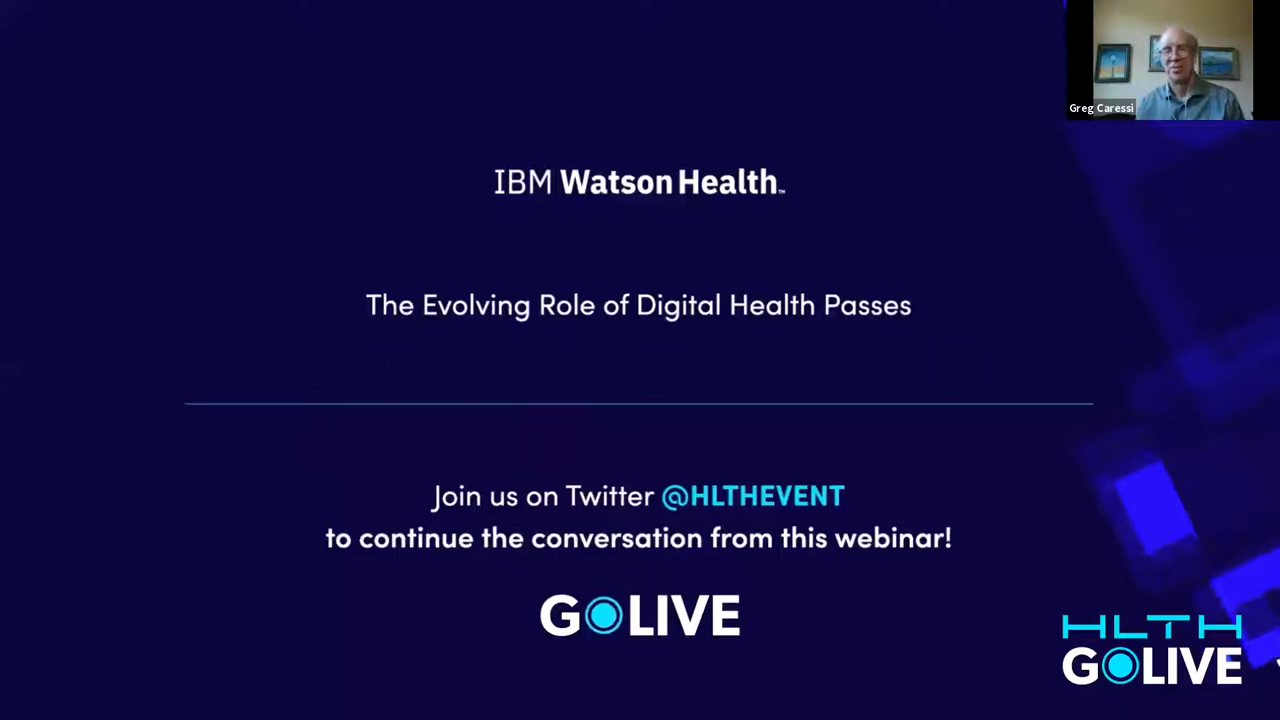 Greg Caressi
IBM Watson Health™
The Evolving Role of Digital Health Passes
Join us on Twitter @HLTHEVENT
to continue the conversation from this webinar!
GOLIVE
HLTH
GOLIVE